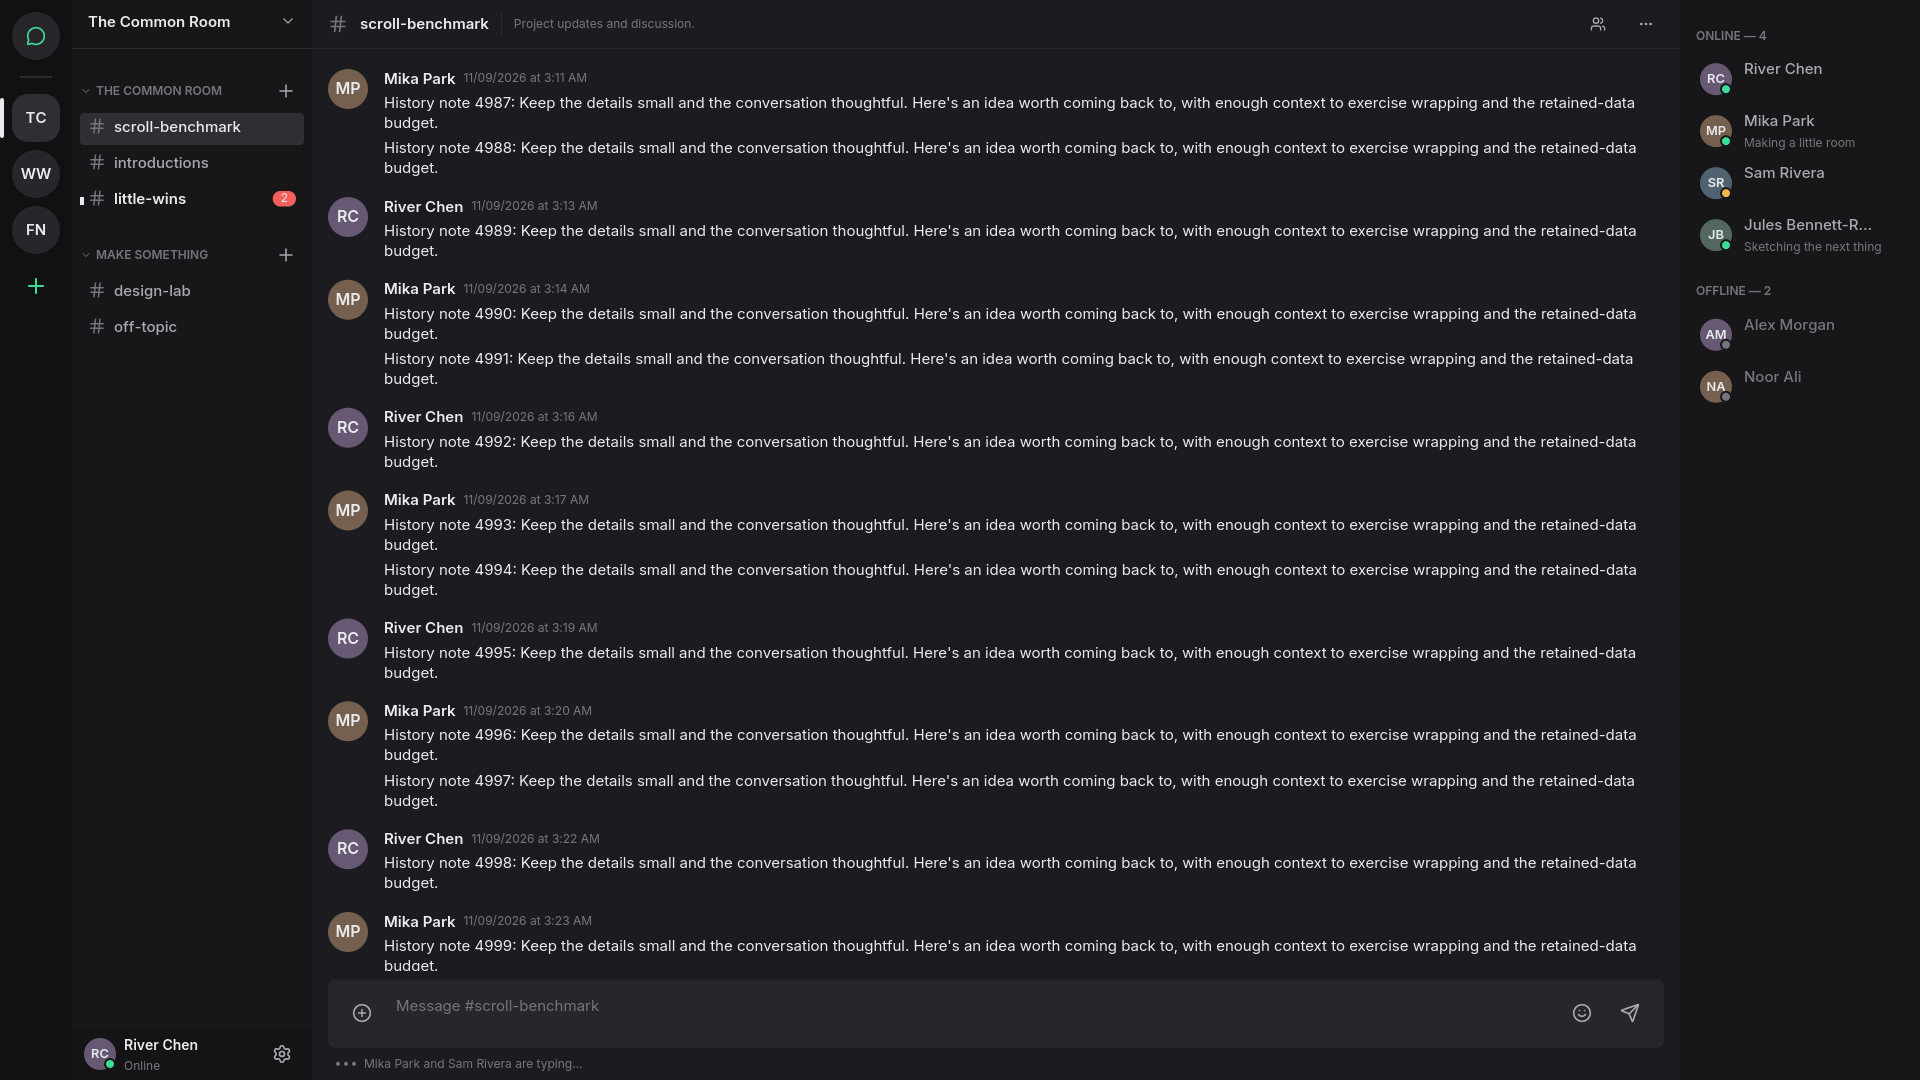 The Common Room
TC
WW
FN
THE COMMON ROOM
scroll-benchmark
introductions
little-wins
2
MAKE SOMETHING
design-lab
off-topic
RC
River Chen
Online
scroll-benchmark
Project updates and discussion.
MP
Mika Park 11/09/2026 at 3:11 AM
History note 4987: Keep the details small and the conversation thoughtful. Here's an idea worth coming back to, with enough context to exercise wrapping and the retained-data
budget.
History note 4988: Keep the details small and the conversation thoughtful. Here's an idea worth coming back to, with enough context to exercise wrapping and the retained-data
budget.
RC
River Chen 11/09/2026 at 3:13 AM
History note 4989: Keep the details small and the conversation thoughtful. Here's an idea worth coming back to, with enough context to exercise wrapping and the retained-data
budget.
MP
Mika Park 11/09/2026 at 3:14 AM
History note 4990: Keep the details small and the conversation thoughtful. Here's an idea worth coming back to, with enough context to exercise wrapping and the retained-data
budget.
History note 4991: Keep the details small and the conversation thoughtful. Here's an idea worth coming back to, with enough context to exercise wrapping and the retained-data
budget.
RC
River Chen 11/09/2026 at 3:16 AM
History note 4992: Keep the details small and the conversation thoughtful. Here's an idea worth coming back to, with enough context to exercise wrapping and the retained-data
budget.
MP
Mika Park 11/09/2026 at 3:17 AM
History note 4993: Keep the details small and the conversation thoughtful. Here's an idea worth coming back to, with enough context to exercise wrapping and the retained-data
budget.
History note 4994: Keep the details small and the conversation thoughtful. Here's an idea worth coming back to, with enough context to exercise wrapping and the retained-data
budget.
RC
River Chen 11/09/2026 at 3:19 AM
History note 4995: Keep the details small and the conversation thoughtful. Here's an idea worth coming back to, with enough context to exercise wrapping and the retained-data
budget.
MP
Mika Park 11/09/2026 at 3:20 AM
History note 4996: Keep the details small and the conversation thoughtful. Here's an idea worth coming back to, with enough context to exercise wrapping and the retained-data
budget.
History note 4997: Keep the details small and the conversation thoughtful. Here's an idea worth coming back to, with enough context to exercise wrapping and the retained-data
budget.
RC
River Chen 11/09/2026 at 3:22 AM
History note 4998: Keep the details small and the conversation thoughtful. Here's an idea worth coming back to, with enough context to exercise wrapping and the retained-data
budget.
MP
Mika Park 11/09/2026 at 3:23 AM
History note 4999: Keep the details small and the conversation thoughtful. Here's an idea worth coming back to, with enough context to exercise wrapping and the retained-data
budget.
Message #scroll-benchmark
Mika Park and Sam Rivera are typing...
ONLINE — 4
RC
River Chen
MP
Mika Park
Making a little room
SR
Sam Rivera
JB
Jules Bennett-R...
Sketching the next thing
OFFLINE — 2
AM
Alex Morgan
NA
Noor Ali